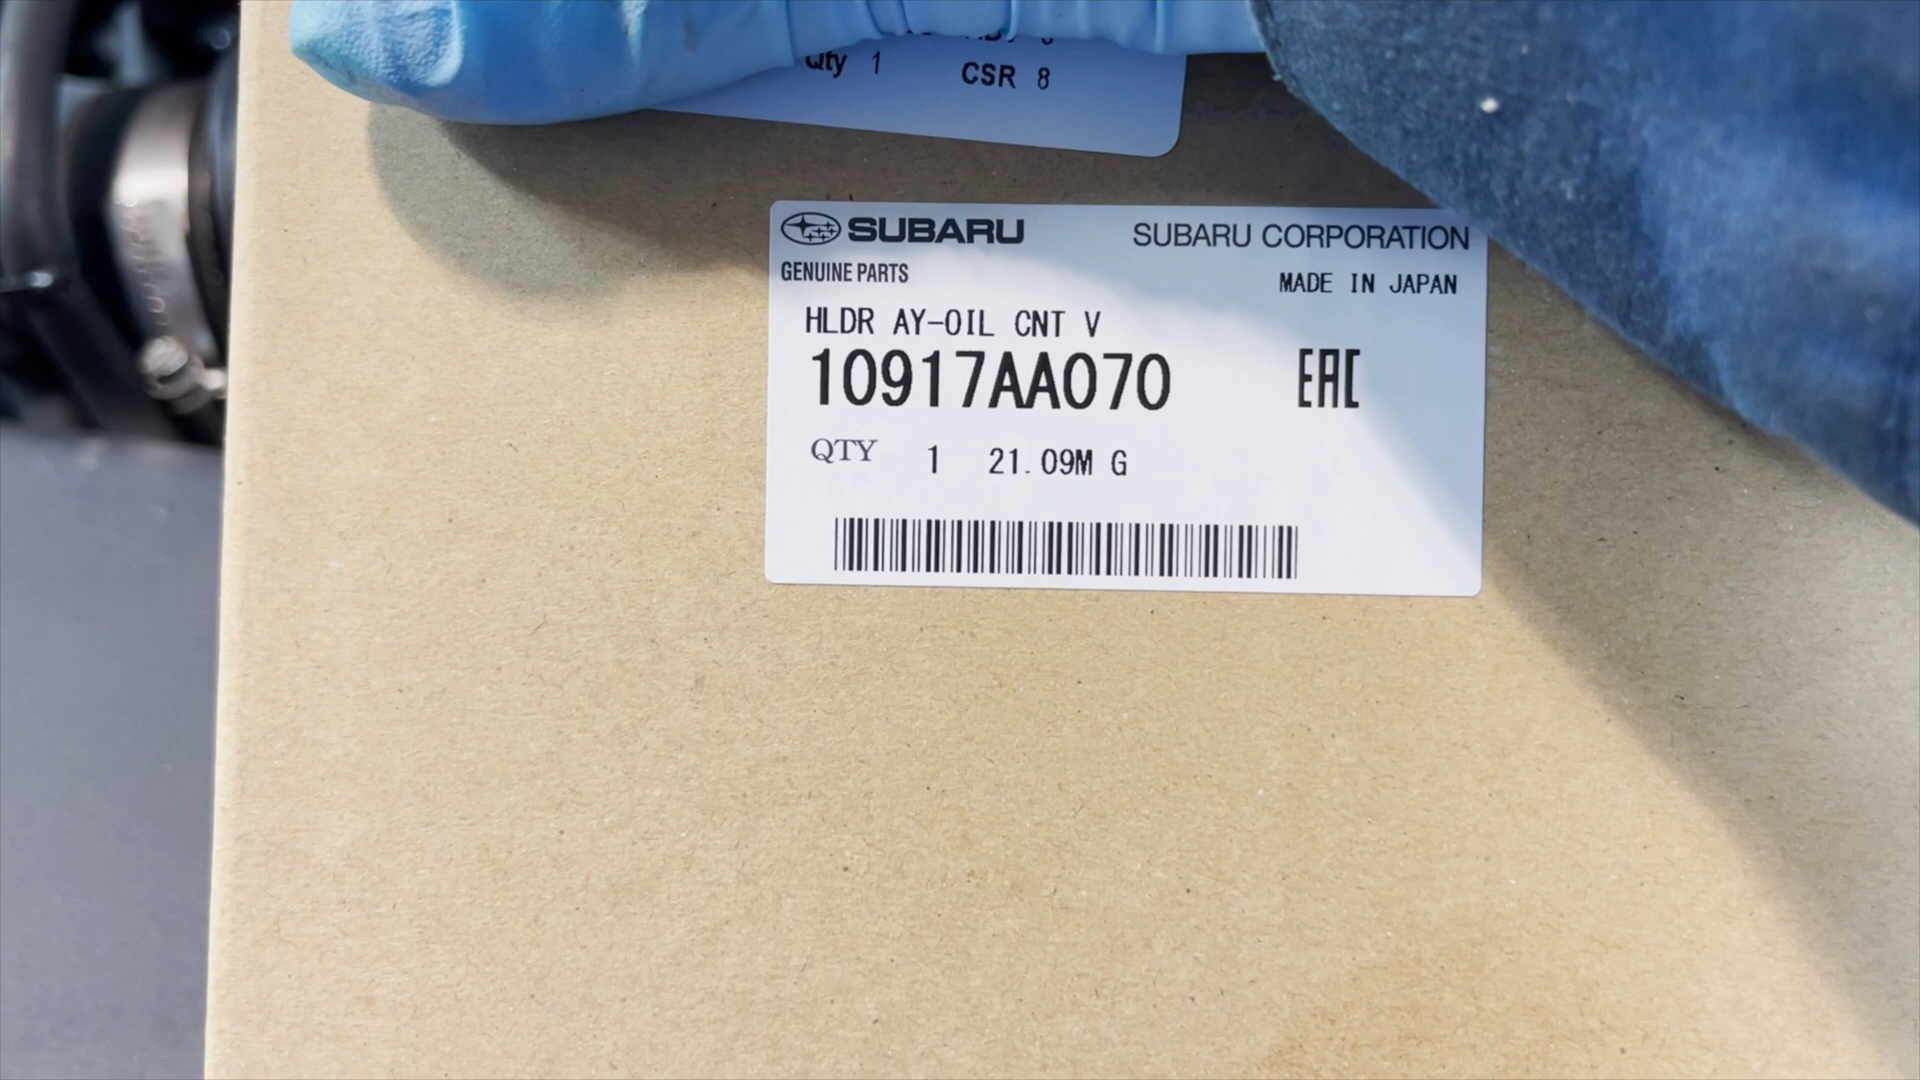 Qty 1 CSR 8
SUBARU SUBARU CORPORATION
GENUINE PARTS MADE IN JAPAN
HLDR AY-OIL CNT V
10917AA070 EAC
QTY 1 21.09M G